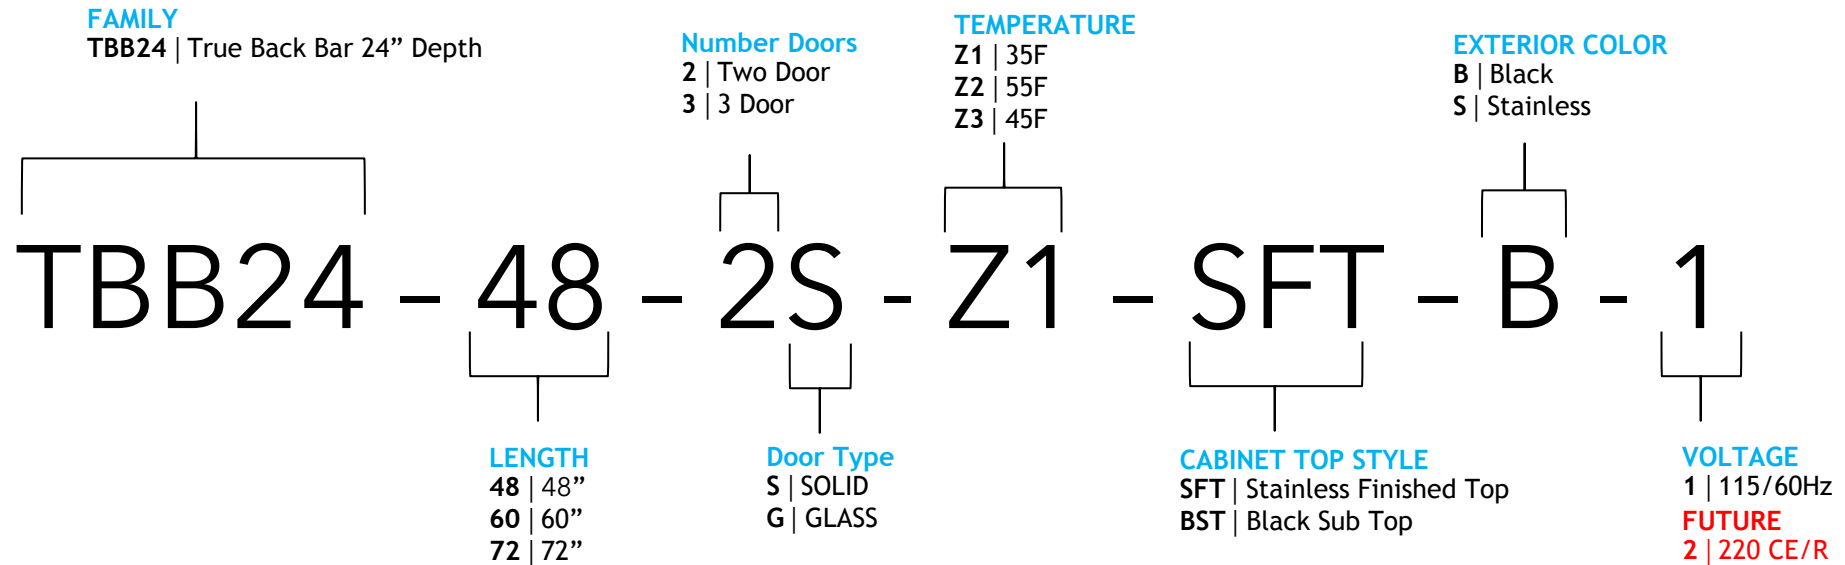 FAMILY
TBB24 | True Back Bar 24” Depth
Number Doors
2 | Two Door
3 | 3 Door
TEMPERATURE
Z1 | 35F
Z2 | 55F
Z3 | 45F
EXTERIOR COLOR
B | Black
S | Stainless
TBB24 – 48 – 2S - Z1 – SFT – B - 1
LENGTH
48 | 48”
60 | 60”
72 | 72”
Door Type
S | SOLID
G | GLASS
CABINET TOP STYLE
SFT | Stainless Finished Top
BST | Black Sub Top
VOLTAGE
1 | 115/60Hz
FUTURE
2 | 220 CE/R